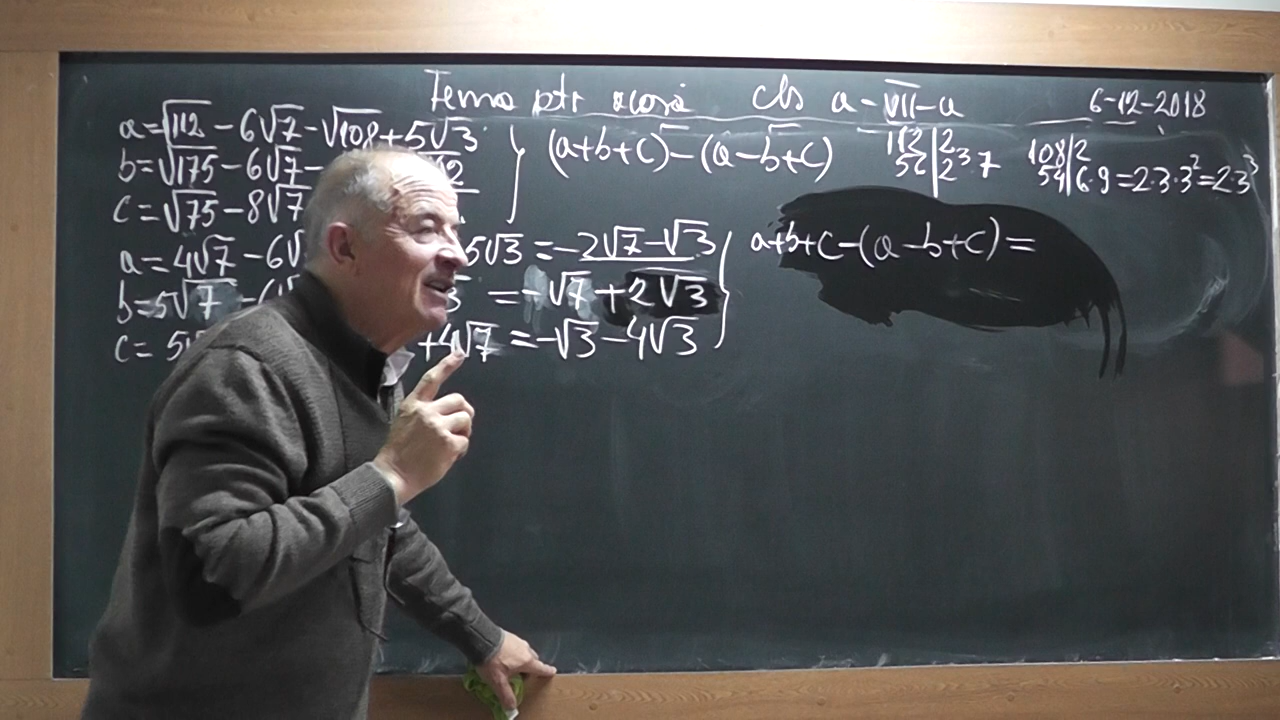 Tema ptr acasă cls a-VII-a 6-12-2018
a=√112 - 6√7 - √108 + 5√3
b=√175 - 6√7 - 2
c=√75 - 8√7
(a+b+c) - (a-b+c)
112|2
56|2³ 7
108|2
54|6·9=2·3·3²=2·3³
a=4√7 - 6√ 5√3 = -2√7 - √3
b=5√7 3 = -√7 + 2√3
c= 5√ +4√7 = -√3 - 4√3
a+b+c-(a-b+c)=